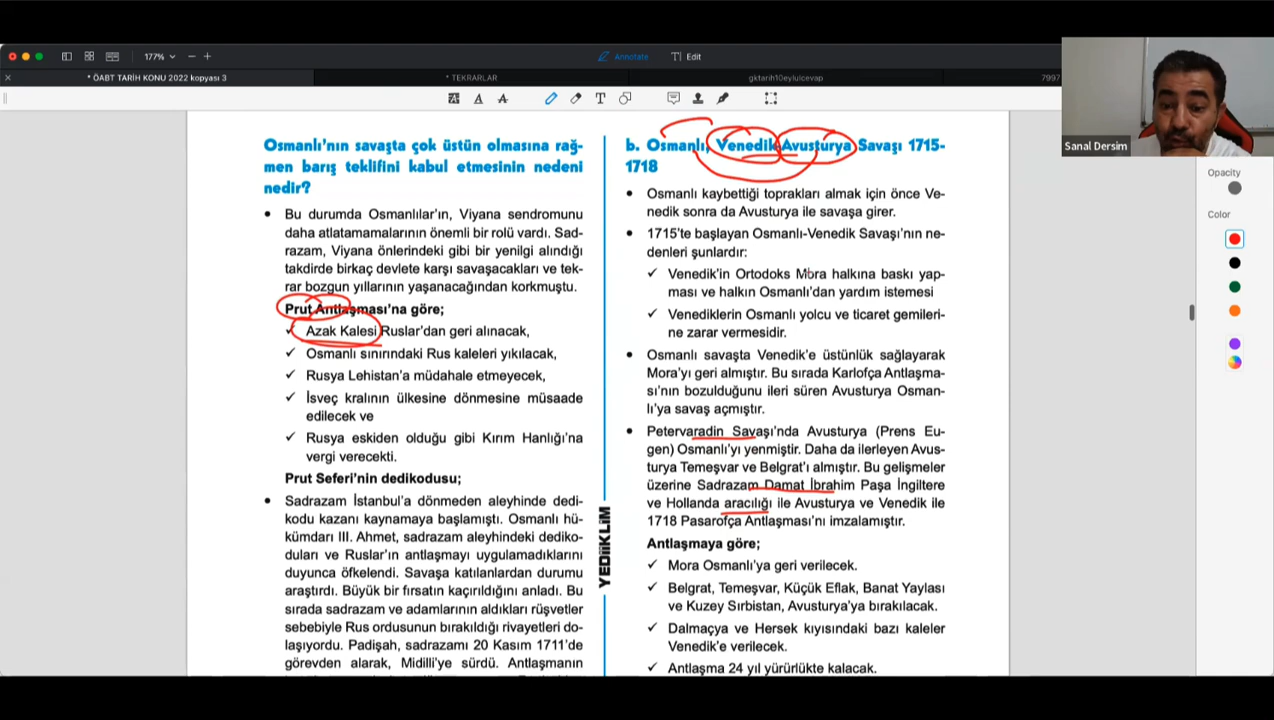 177%
Annotate
Edit
* ÖABT TARİH KONU 2022 kopyası 3
* TEKRARLAR
gktarih10eylulcevap
7997
Sanal Dersim
Opacity
Color
Osmanlı'nın savaşta çok üstün olmasına rağ-
men barış teklifini kabul etmesinin nedeni
nedir?
• Bu durumda Osmanlılar'ın, Viyana sendromunu
daha atlatamamalarının önemli bir rolü vardı. Sad-
razam, Viyana önlerindeki gibi bir yenilgi alındığı
takdirde birkaç devlete karşı savaşacakları ve tek-
rar bozgun yıllarının yaşanacağından korkmuştu.
Prut Antlaşması'na göre;
✓ Azak Kalesi Ruslar'dan geri alınacak,
✓ Osmanlı sınırındaki Rus kaleleri yıkılacak,
✓ Rusya Lehistan'a müdahale etmeyecek,
✓ İsveç kralının ülkesine dönmesine müsaade
edilecek ve
✓ Rusya eskiden olduğu gibi Kırım Hanlığı'na
vergi verecekti.
Prut Seferi'nin dedikodusu;
• Sadrazam İstanbul'a dönmeden aleyhinde dedi-
kodu kazanı kaynamaya başlamıştı. Osmanlı hü-
kümdarı III. Ahmet, sadrazam aleyhindeki dediko-
duları ve Ruslar'ın antlaşmayı uygulamadıklarını
duyunca öfkelendi. Savaşa katılanlardan durumu
araştırdı. Büyük bir fırsatın kaçırıldığını anladı. Bu
sırada sadrazam ve adamlarının aldıkları rüşvetler
sebebiyle Rus ordusunun bırakıldığı rivayetleri do-
laşıyordu. Padişah, sadrazamı 20 Kasım 1711'de
görevden alarak, Midilli'ye sürdü. Antlaşmanın
YEDİİKLİM
b. Osmanlı, Venedik Avusturya Savaşı 1715-
1718
• Osmanlı kaybettiği toprakları almak için önce Ve-
nedik sonra da Avusturya ile savaşa girer.
• 1715'te başlayan Osmanlı-Venedik Savaşı'nın ne-
denleri şunlardır:
✓ Venedik'in Ortodoks Mora halkına baskı yap-
ması ve halkın Osmanlı'dan yardım istemesi
✓ Venediklerin Osmanlı yolcu ve ticaret gemileri-
ne zarar vermesidir.
• Osmanlı savaşta Venedik'e üstünlük sağlayarak
Mora'yı geri almıştır. Bu sırada Karlofça Antlaşma-
sı'nın bozulduğunu ileri süren Avusturya Osman-
lı'ya savaş açmıştır.
• Petervaradin Savaşı'nda Avusturya (Prens Eu-
gen) Osmanlı'yı yenmiştir. Daha da ilerleyen Avus-
turya Temeşvar ve Belgrat'ı almıştır. Bu gelişmeler
üzerine Sadrazam Damat İbrahim Paşa İngiltere
ve Hollanda aracılığı ile Avusturya ve Venedik ile
1718 Pasarofça Antlaşması'nı imzalamıştır.
Antlaşmaya göre;
✓ Mora Osmanlı'ya geri verilecek.
✓ Belgrat, Temeşvar, Küçük Eflak, Banat Yaylası
ve Kuzey Sırbistan, Avusturya'ya bırakılacak.
✓ Dalmaçya ve Hersek kıyısındaki bazı kaleler
Venedik'e verilecek.
✓ Antlaşma 24 yıl yürürlükte kalacak.